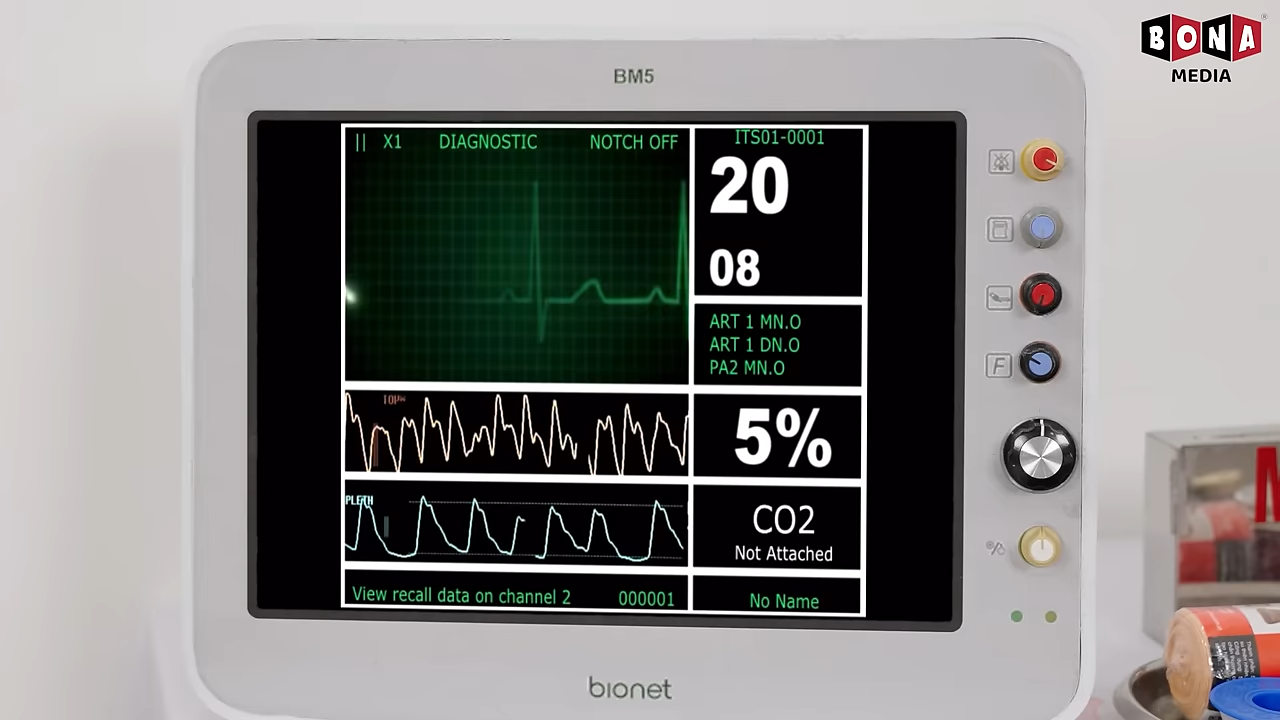 BONA
MEDIA
BM5
X1 DIAGNOSTIC NOTCH OFF
ITS01-0001
20
08
ART 1 MN.O
ART 1 DN.O
PA2 MN.O
5%
PLETH
CO2
Not Attached
View recall data on channel 2 000001
No Name
F
%
bionet